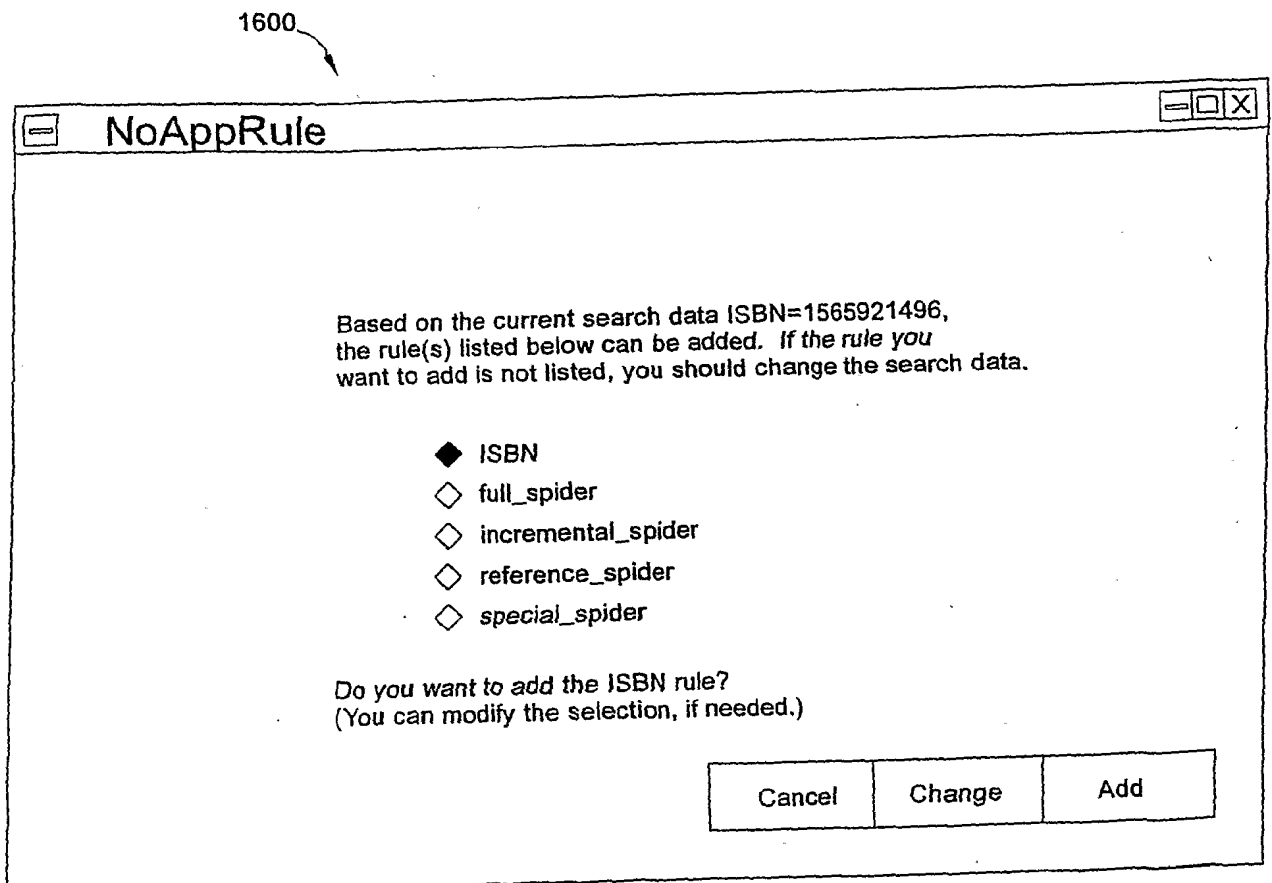 1600
NoAppRule
Based on the current search data ISBN=1565921496,
the rule(s) listed below can be added. If the rule you
want to add is not listed, you should change the search data.
ISBN
full_spider
incremental_spider
reference_spider
special_spider
Do you want to add the ISBN rule?
(You can modify the selection, if needed.)
Cancel Change Add